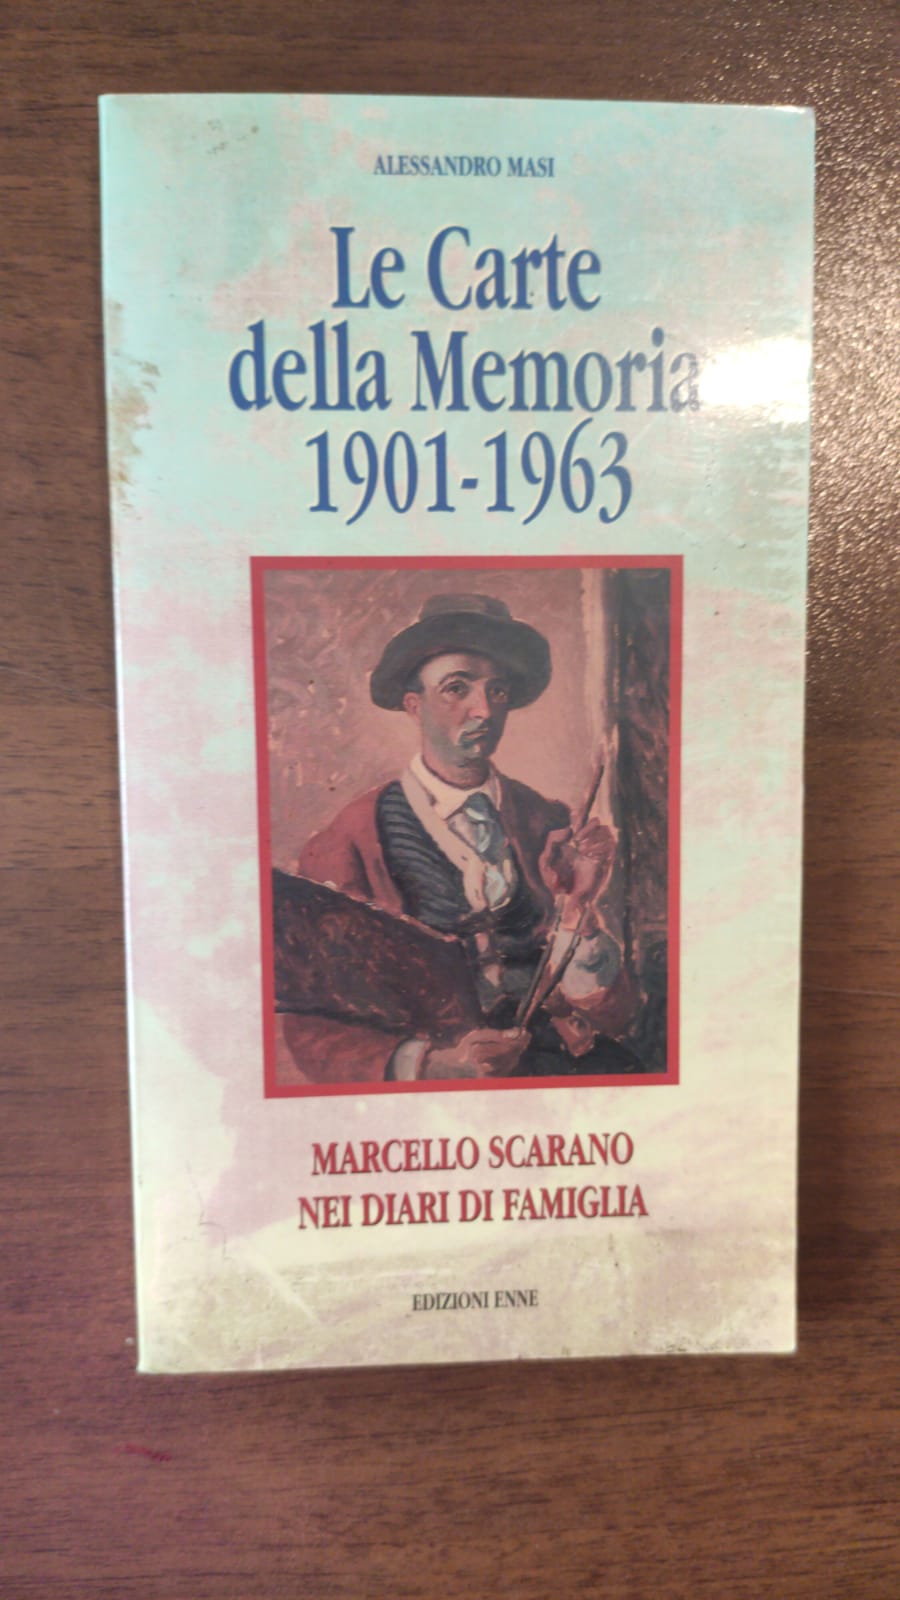 ALESSANDRO MASI
Le Carte
della Memoria
1901-1963
MARCELLO SCARANO
NEI DIARI DI FAMIGLIA
EDIZIONI ENNE